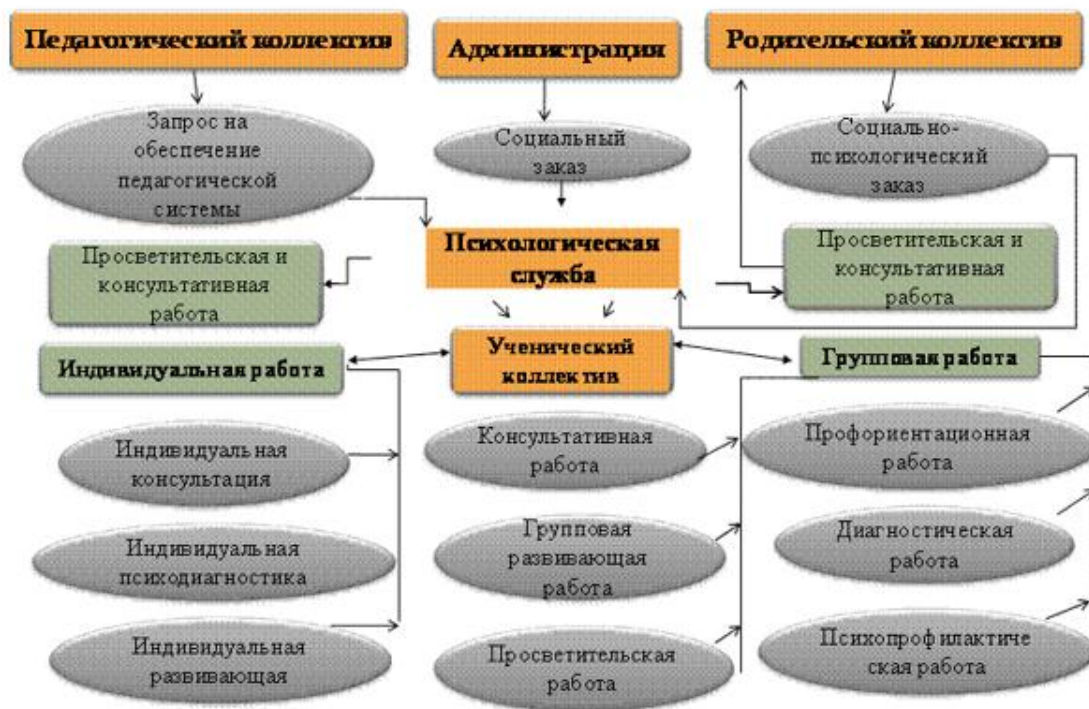 Педагогический коллектив
Администрация
Родительский коллектив
Запрос на
обеспечение
педагогической
системы
Социальный
заказ
Социально-
психологический
заказ
Просветительская и
консультативная
работа
Психологическая
служба
Просветительская и
консультативная
работа
Индивидуальная работа
Ученический
коллектив
Групповая работа
Индивидуальная
консультация
Консультативная
работа
Профориентационная
работа
Индивидуальная
психодиагностика
Групповая
развивающая
работа
Диагностическая
работа
Индивидуальная
развивающая
Просветительская
работа
Психопрофилактиче
ская работа